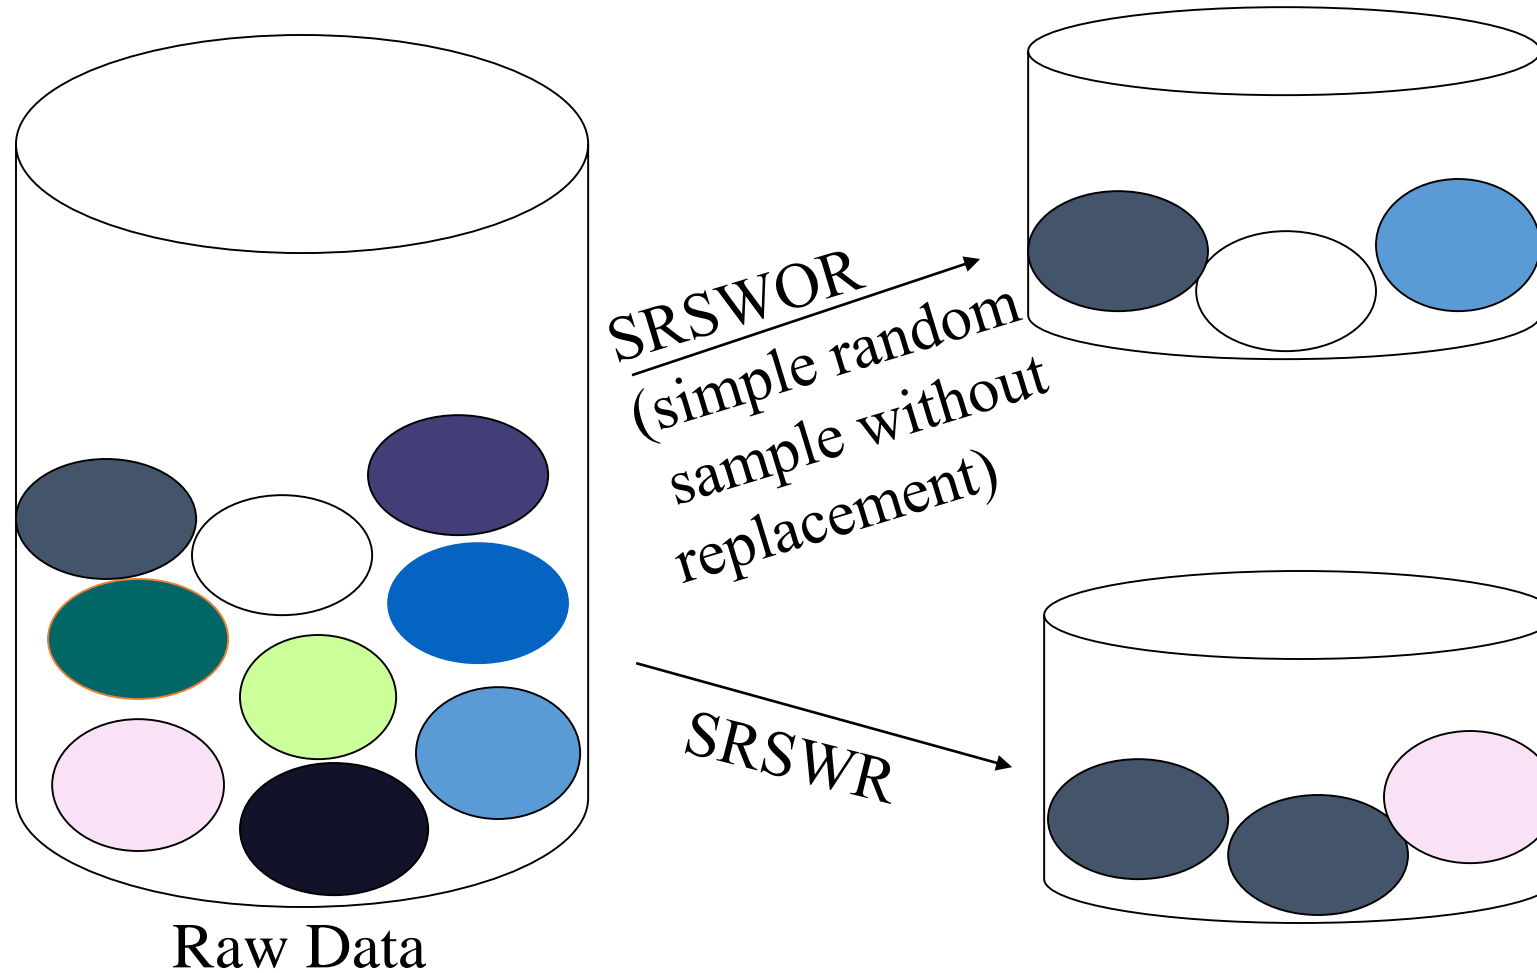 SRSWOR
(simple random
sample without
replacement)
SRSWR
Raw Data